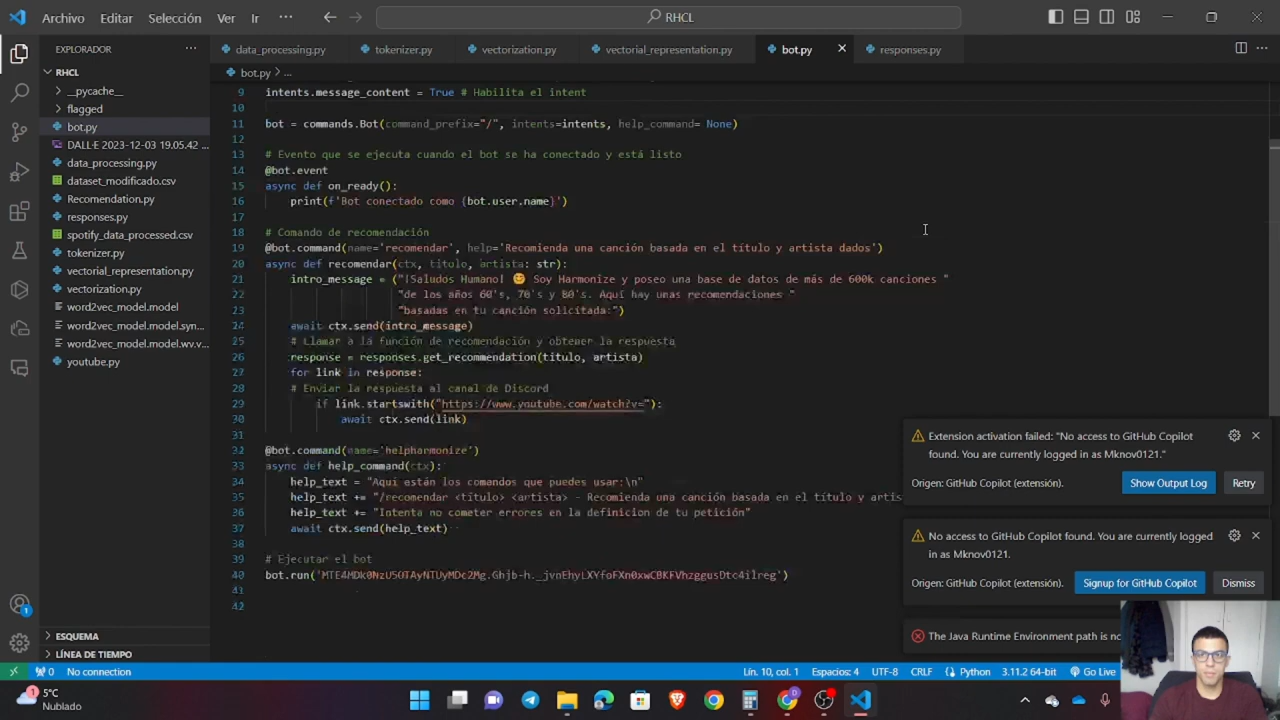 Archivo Editar Selección Ver Ir ··· RHCL
EXPLORADOR ···
data_processing.py tokenizer.py vectorization.py vectorial_representation.py bot.py responses.py
RHCL
bot.py > ...
__pycache__
flagged
bot.py
DALL·E 2023-12-03 19.05.42 ...
data_processing.py
dataset_modificado.csv
Recomendation.py
responses.py
spotify_data_processed.csv
tokenizer.py
vectorial_representation.py
vectorization.py
word2vec_model.model
word2vec_model.model.syn...
word2vec_model.model.wv.v...
youtube.py
ESQUEMA
LÍNEA DE TIEMPO
9 intents.message_content = True # Habilita el intent
10
11 bot = commands.Bot(command_prefix="/", intents=intents, help_command= None)
12
13 # Evento que se ejecuta cuando el bot se ha conectado y está listo
14 @bot.event
15 async def on_ready():
16 print(f'Bot conectado como {bot.user.name}')
17
18 # Comando de recomendación
19 @bot.command(name='recomendar', help='Recomienda una canción basada en el título y artista dados')
20 async def recomendar(ctx, titulo, artista: str):
21 intro_message = ("¡Saludos Humano! 😊 Soy Harmonize y poseo una base de datos de más de 600k canciones "
22 "de los años 60's, 70's y 80's. Aquí hay unas recomendaciones "
23 "basadas en tu canción solicitada:")
24 await ctx.send(intro_message)
25 # Llamar a la función de recomendación y obtener la respuesta
26 response = responses.get_recommendation(titulo, artista)
27 for link in response:
28 # Enviar la respuesta al canal de Discord
29 if link.startswith("https://www.youtube.com/watch?v="):
30 await ctx.send(link)
31
32 @bot.command(name='helpharmonize')
33 async def help_command(ctx):
34 help_text = "Aquí están los comandos que puedes usar:\n"
35 help_text += "/recomendar <título> <artista> - Recomienda una canción basada en el título y artis
36 help_text += "Intenta no cometer errores en la definicion de tu petición"
37 await ctx.send(help_text)
38
39 # Ejecutar el bot
40 bot.run('
41
42
Extension activation failed: "No access to GitHub Copilot
found. You are currently logged in as Mknov0121."
Origen: GitHub Copilot (extensión). Show Output Log Retry
No access to GitHub Copilot found. You are currently logged
in as Mknov0121.
Origen: GitHub Copilot (extensión). Signup for GitHub Copilot Dismiss
The Java Runtime Environment path is no
1
0 No connection Lín. 10, col. 1 Espacios: 4 UTF-8 CRLF Python 3.11.2 64-bit Go Live
1 5°C
Nublado